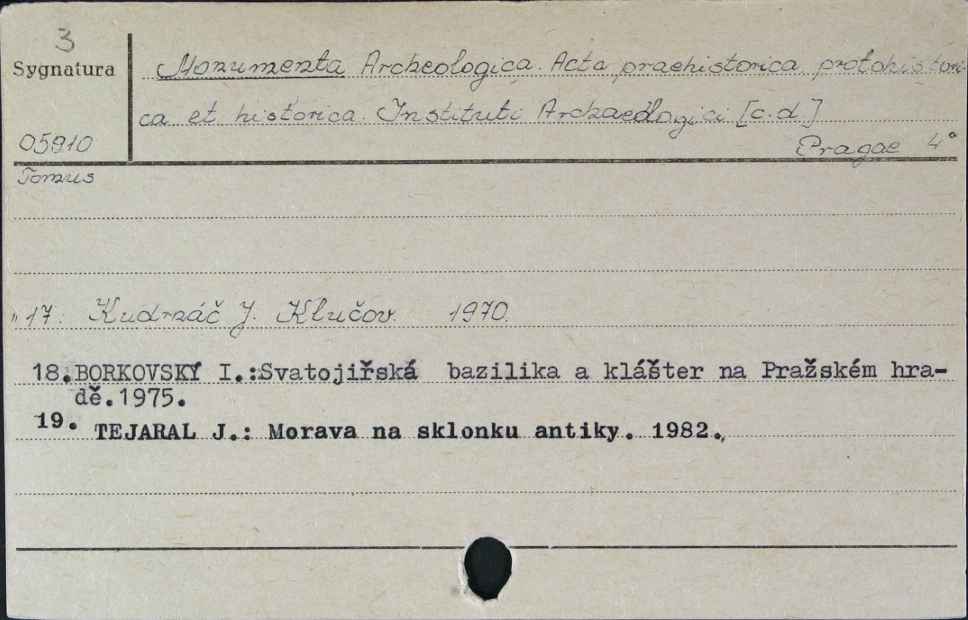 3
Sygnatura
05910
Monumenta Archeologica. Acta praehistorica protohistori-
ca et historica Instituti Archaeologici [c.d]
Pragae 4°
Tomus
" 17. Kudrnáč J. Klučov. 1970.
18. BORKOVSKÝ I.: Svatojiřská bazilika a klášter na Pražském hra-
dě. 1975.
19. TEJARAL J.: Morava na sklonku antiky. 1982.,